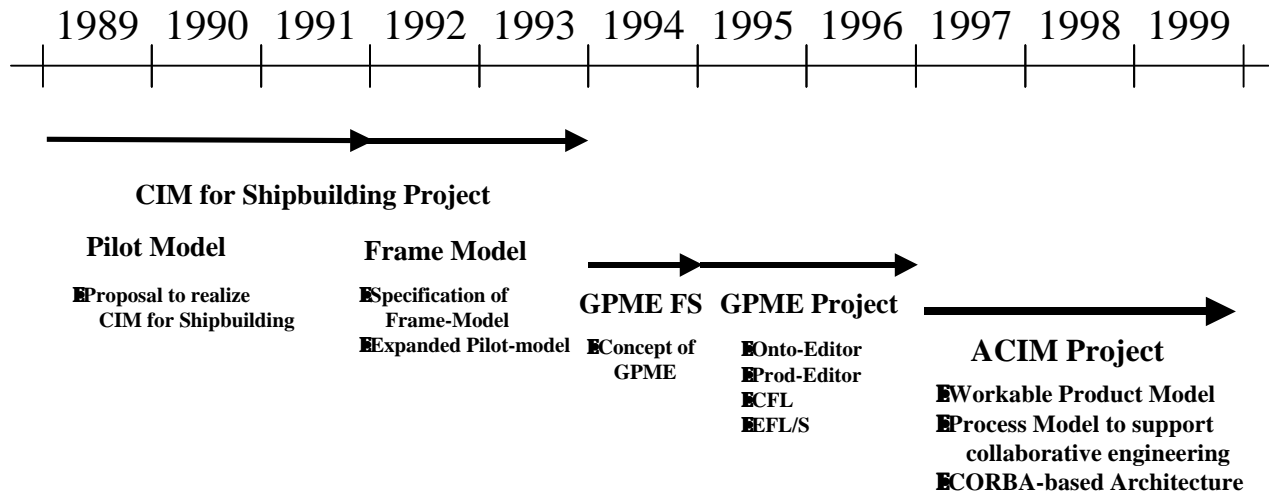 1989 1990 1991 1992 1993 1994 1995 1996 1997 1998 1999
CIM for Shipbuilding Project
Pilot Model
Proposal to realize
CIM for Shipbuilding
Frame Model
Specification of
Frame-Model
Expanded Pilot-model
GPME FS
Concept of
GPME
GPME Project
Onto-Editor
Prod-Editor
CFL
EFL/S
ACIM Project
Workable Product Model
Process Model to support
collaborative engineering
CORBA-based Architecture